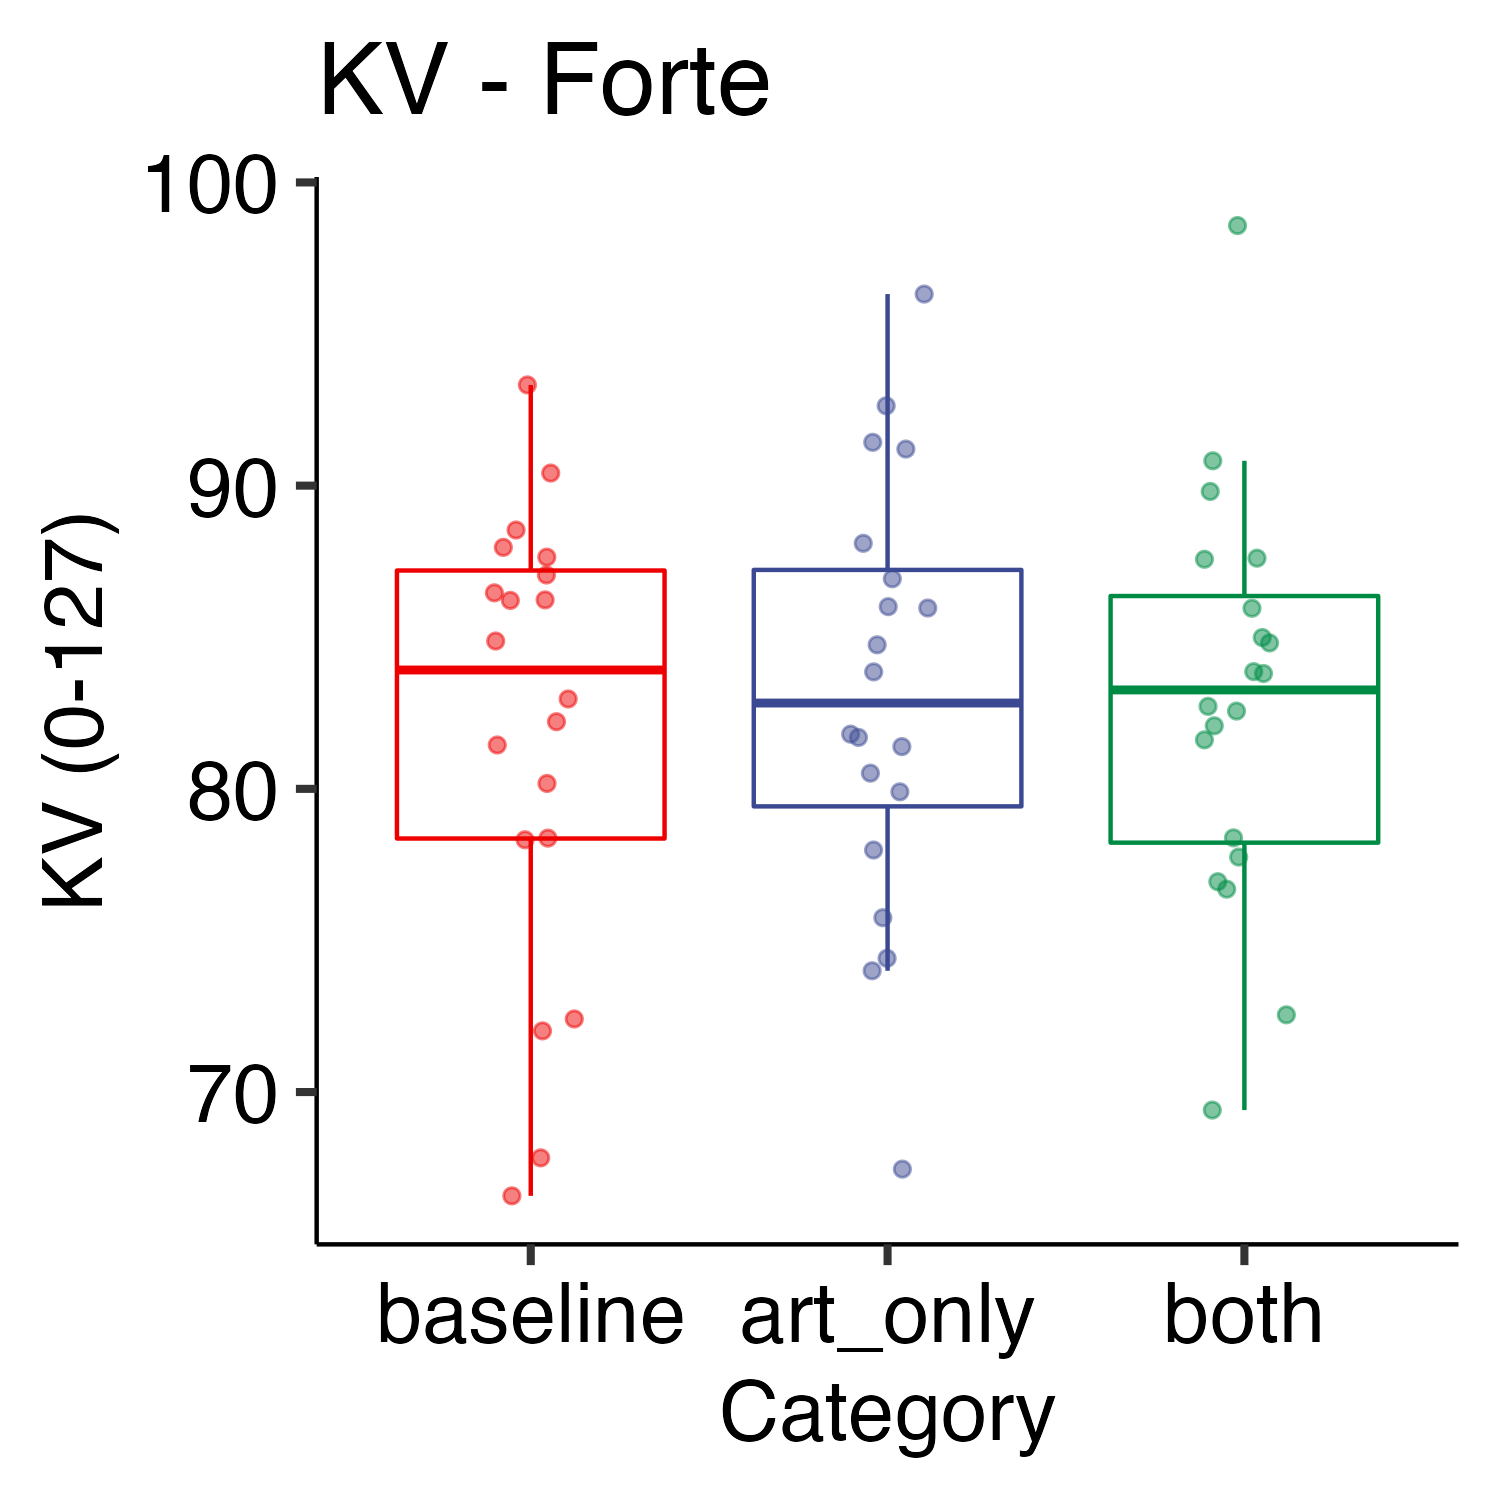 KV - Forte
100
90
80
70
KV (0-127)
baseline art_only both
Category